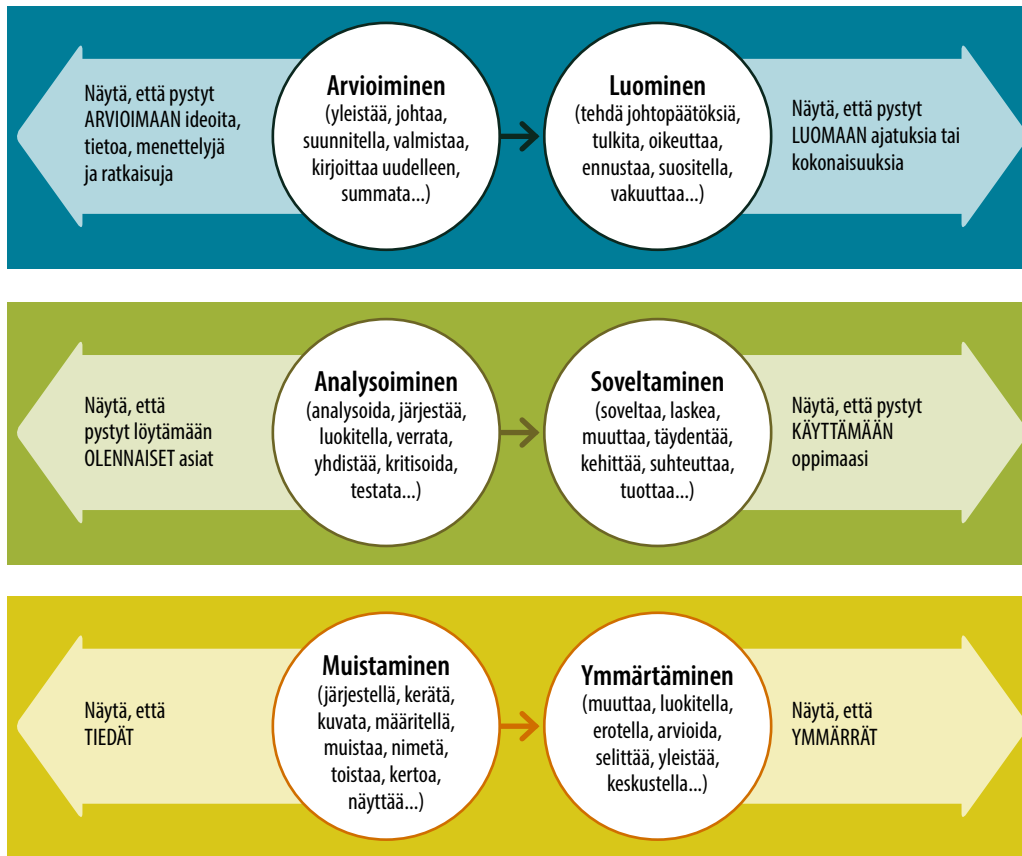 Näytä, että pystyt
ARVIOIMAAN ideoita,
tietoa, menettelyjä
ja ratkaisuja
Arvioiminen
(yleistää, johtaa,
suunnitella, valmistaa,
kirjoittaa uudelleen,
summata...)
Luominen
(tehdä johtopäätöksiä,
tulkita, oikeuttaa,
ennustaa, suositella,
vakuuttaa...)
Näytä, että pystyt
LUOMAAN ajatuksia tai
kokonaisuuksia
Näytä, että
pystyt löytämään
OLENNAISET asiat
Analysoiminen
(analysoida, järjestää,
luokitella, verrata,
yhdistää, kritisoida,
testata...)
Soveltaminen
(soveltaa, laskea,
muuttaa, täydentää,
kehittää, suhteuttaa,
tuottaa...)
Näytä, että pystyt
KÄYTTÄMÄÄN
oppimaasi
Näytä, että
TIEDÄT
Muistaminen
(järjestellä, kerätä,
kuvata, määritellä,
muistaa, nimetä,
toistaa, kertoa,
näyttää...)
Ymmärtäminen
(muuttaa, luokitella,
erotella, arvioida,
selittää, yleistää,
keskustella...)
Näytä, että
YMMÄRRÄT